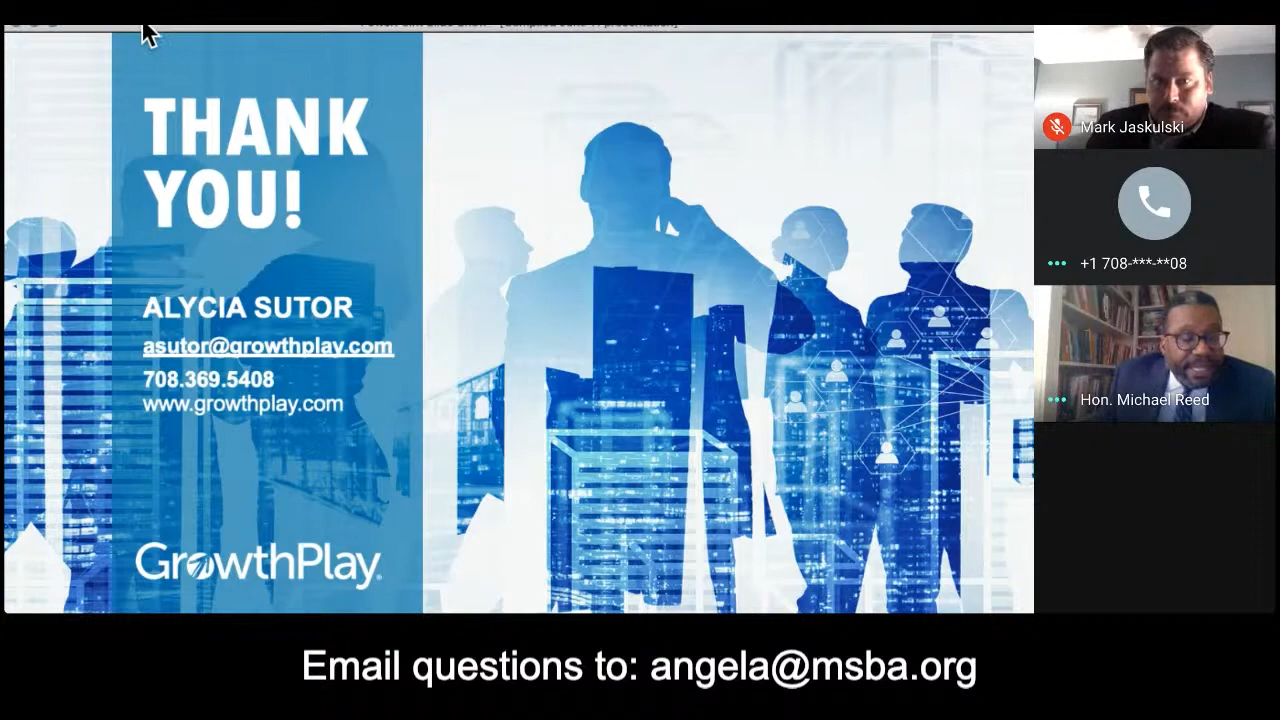 THANK
YOU!
ALYCIA SUTOR
asutor@growthplay.com
708.369.5408
www.growthplay.com
GrowthPlay®
Mark Jaskulski
+1 708-***-**08
Hon. Michael Reed
Email questions to: angela@msba.org